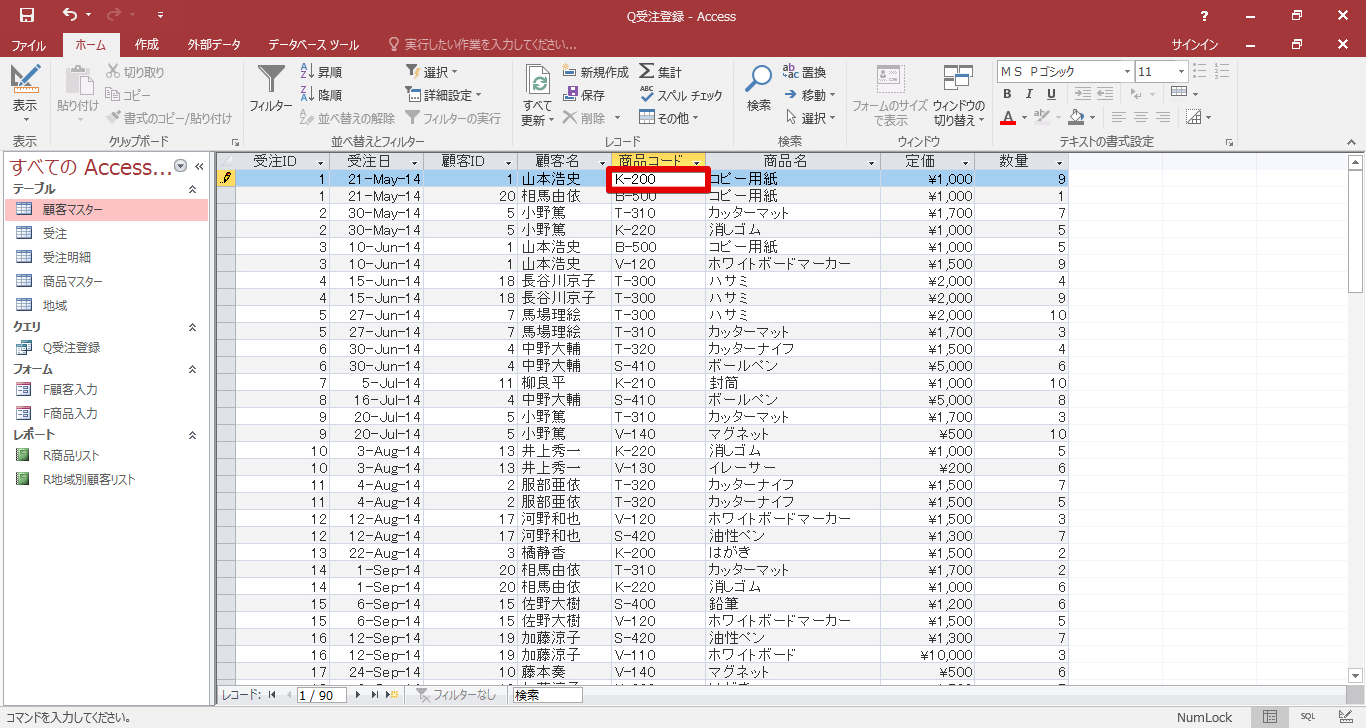 Q受注登録 - Access
ファイル ホーム 作成 外部データ データベース ツール 実行したい作業を入力してください... サインイン
表示
表示
貼り付け
切り取り
コピー
書式のコピー/貼り付け
クリップボード
フィルター
昇順
降順
並べ替えの解除
選択
詳細設定
フィルターの実行
並べ替えとフィルター
すべて更新
新規作成
保存
削除
集計
スペル チェック
その他
レコード
検索
置換
移動
選択
検索
フォームのサイズで表示
ウィンドウの切り替え
ウィンドウ
ＭＳ Ｐゴシック 11
B I U
テキストの書式設定
すべての Access...
テーブル
顧客マスター
受注
受注明細
商品マスター
地域
クエリ
Q受注登録
フォーム
F顧客入力
F商品入力
レポート
R商品リスト
R地域別顧客リスト
受注ID 受注日 顧客ID 顧客名 商品コード 商品名 定価 数量
1 21-May-14 1 山本浩史 K-200 コピー用紙 ¥1,000 9
1 21-May-14 20 相馬由依 B-500 コピー用紙 ¥1,000 1
2 30-May-14 5 小野篤 T-310 カッターマット ¥1,700 7
2 30-May-14 5 小野篤 K-220 消しゴム ¥1,000 5
3 10-Jun-14 1 山本浩史 B-500 コピー用紙 ¥1,000 5
3 10-Jun-14 1 山本浩史 V-120 ホワイトボードマーカー ¥1,500 9
4 15-Jun-14 18 長谷川京子 T-300 ハサミ ¥2,000 4
4 15-Jun-14 18 長谷川京子 T-300 ハサミ ¥2,000 9
5 27-Jun-14 7 馬場理絵 T-300 ハサミ ¥2,000 10
5 27-Jun-14 7 馬場理絵 T-310 カッターマット ¥1,700 3
6 30-Jun-14 4 中野大輔 T-320 カッターナイフ ¥1,500 4
6 30-Jun-14 4 中野大輔 S-410 ボールペン ¥5,000 6
7 5-Jul-14 11 柳良平 K-210 封筒 ¥1,000 10
8 16-Jul-14 4 中野大輔 S-410 ボールペン ¥5,000 8
9 20-Jul-14 5 小野篤 T-310 カッターマット ¥1,700 3
9 20-Jul-14 5 小野篤 V-140 マグネット ¥500 10
10 3-Aug-14 13 井上秀一 K-220 消しゴム ¥1,000 5
10 3-Aug-14 13 井上秀一 V-130 イレーサー ¥200 6
11 4-Aug-14 2 服部亜依 T-320 カッターナイフ ¥1,500 7
11 4-Aug-14 2 服部亜依 T-320 カッターナイフ ¥1,500 5
12 12-Aug-14 17 河野和也 V-120 ホワイトボードマーカー ¥1,500 3
12 12-Aug-14 17 河野和也 S-420 油性ペン ¥1,300 7
13 22-Aug-14 3 橘静香 K-200 はがき ¥1,500 2
14 1-Sep-14 20 相馬由依 T-310 カッターマット ¥1,700 2
14 1-Sep-14 20 相馬由依 K-220 消しゴム ¥1,000 6
15 6-Sep-14 15 佐野大樹 S-400 鉛筆 ¥1,200 6
15 6-Sep-14 15 佐野大樹 V-120 ホワイトボードマーカー ¥1,500 5
16 12-Sep-14 19 加藤涼子 S-420 油性ペン ¥1,300 7
16 12-Sep-14 19 加藤涼子 V-110 ホワイトボード ¥10,000 3
17 24-Sep-14 10 藤本奏 V-140 マグネット ¥500 6
レコード: 1 / 90 フィルターなし 検索
コマンドを入力してください。 NumLock SQL